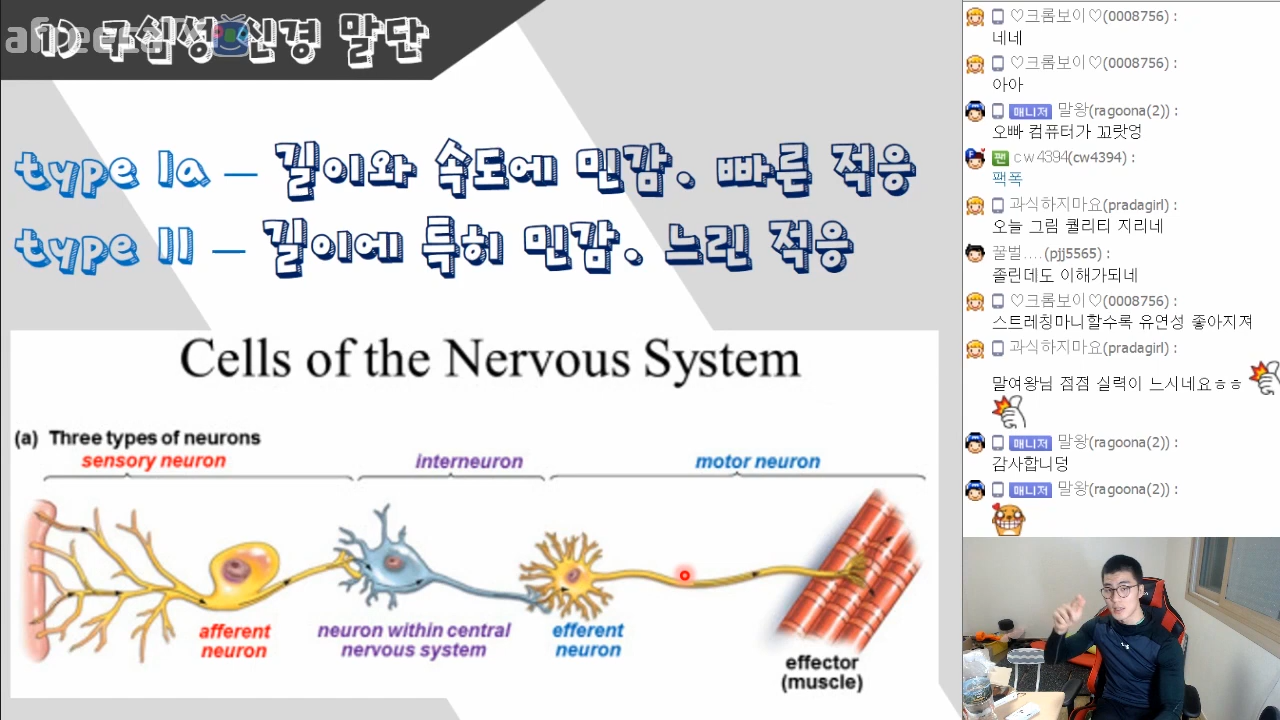 afreecaTV
1) 구심성 신경 말단
type Ia – 길이와 속도에 민감. 빠른 적응
type II – 길이에 특히 민감. 느린 적응
Cells of the Nervous System
(a) Three types of neurons
sensory neuron
interneuron
motor neuron
afferent
neuron
neuron within central
nervous system
efferent
neuron
effector
(muscle)
♡크롬보이♡(0008756) :
네네
♡크롬보이♡(0008756) :
아아
매니저 말왕(ragoona(2)) :
오빠 컴퓨터가 꼬랏엉
팬 cw4394(cw4394) :
팩폭
과식하지마요(pradagirl) :
오늘 그림 퀄리티 지리네
꿀벌....(pjj5565) :
졸린데도 이해가되네
♡크롬보이♡(0008756) :
스트레칭마니할수록 유연성 좋아지져
과식하지마요(pradagirl) :
말여왕님 점점 실력이 느시네요ㅎㅎ
매니저 말왕(ragoona(2)) :
감사합니덩
매니저 말왕(ragoona(2)) :